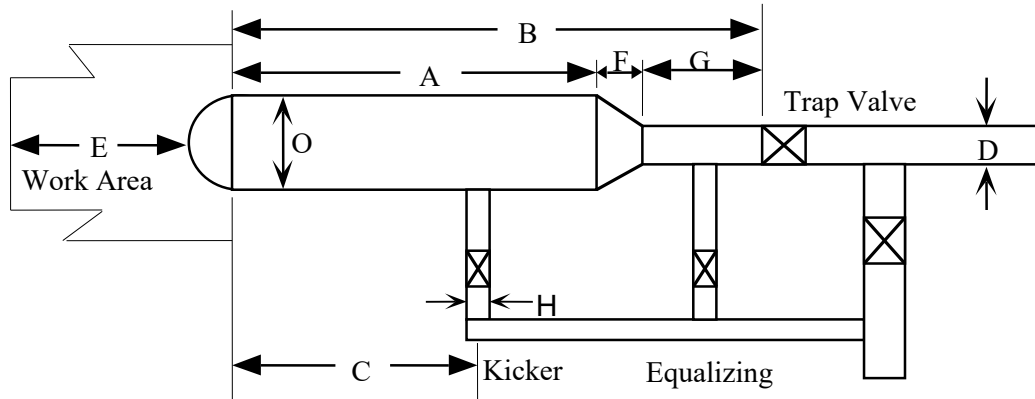 B
A
F
G
Trap Valve
E
O
D
Work Area
H
C
Kicker
Equalizing